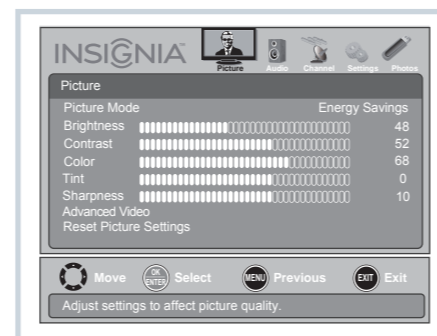 INSIGNIA
Picture Audio Channel Settings Photos
Picture
Picture Mode Energy Savings
Brightness 48
Contrast 52
Color 68
Tint 0
Sharpness 10
Advanced Video
Reset Picture Settings
Move OK ENTER Select MENU Previous EXIT Exit
Adjust settings to affect picture quality.